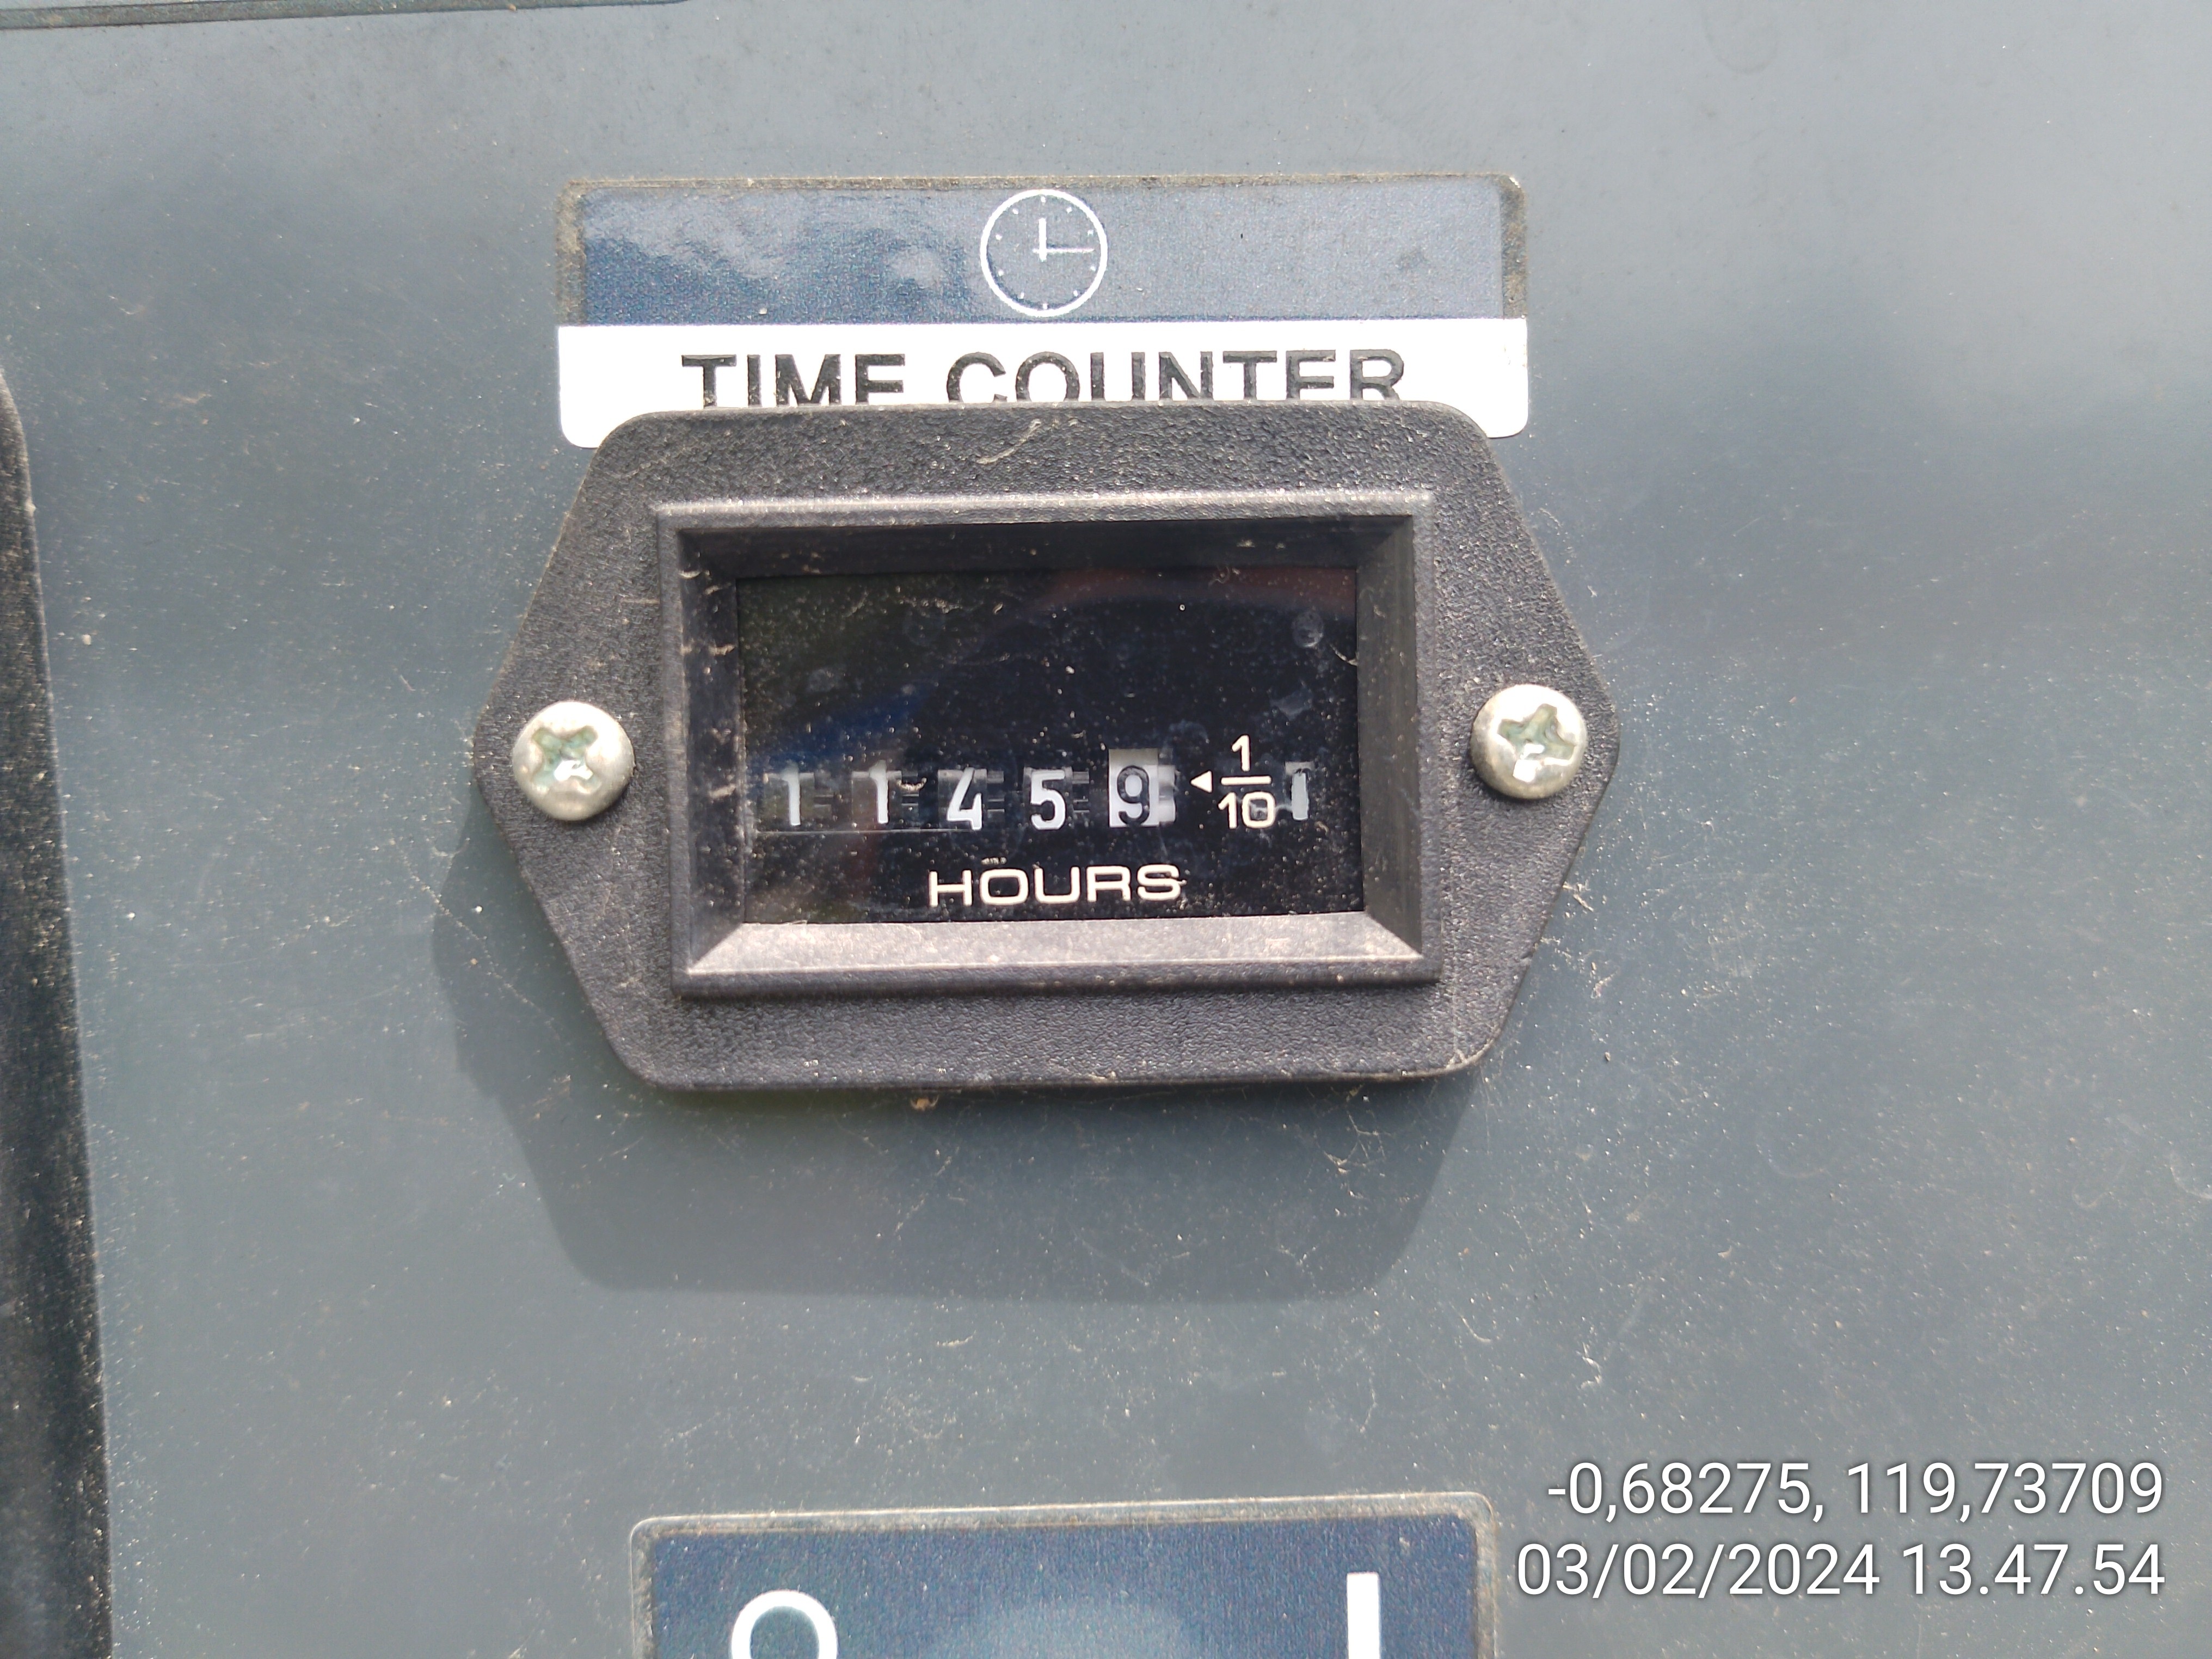 TIME COUNTER
11459 ◄ 1/10
HOURS
O I
-0,68275, 119,73709
03/02/2024 13.47.54